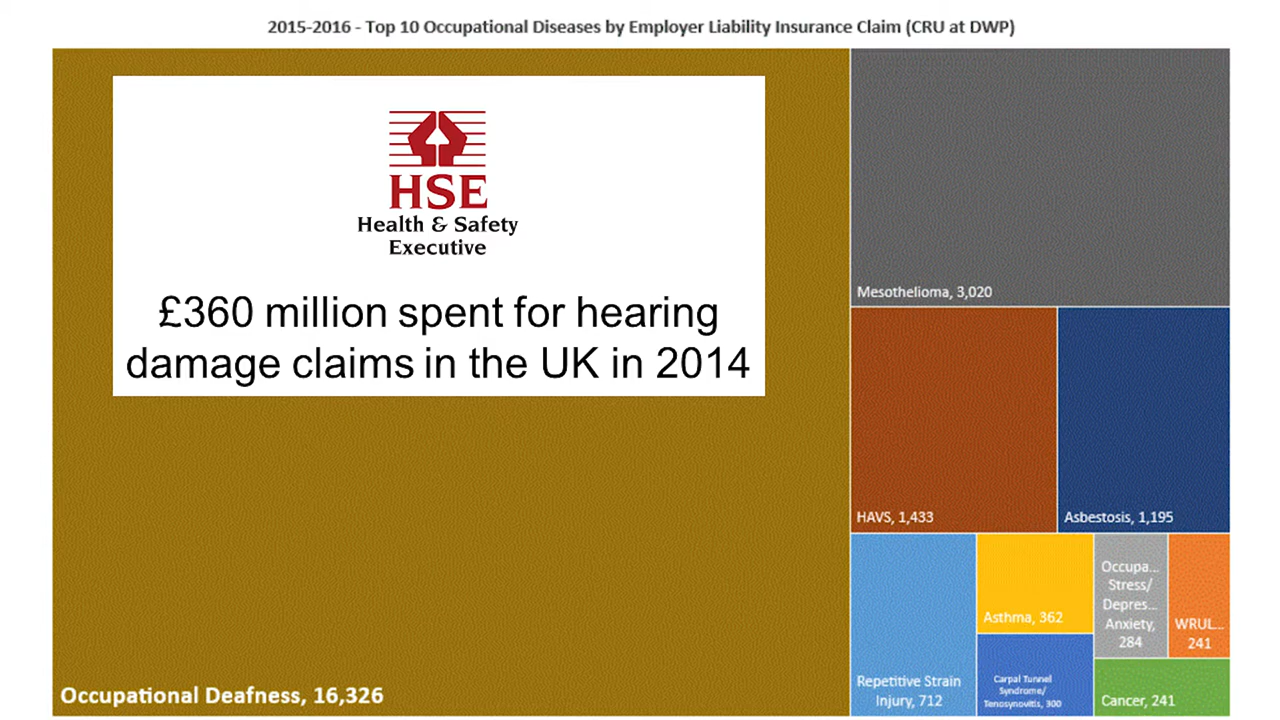 2015-2016 - Top 10 Occupational Diseases by Employer Liability Insurance Claim (CRU at DWP)
HSE
Health & Safety
Executive
£360 million spent for hearing
damage claims in the UK in 2014
Occupational Deafness, 16,326
Mesothelioma, 3,020
HAVS, 1,433
Asbestosis, 1,195
Repetitive Strain
Injury, 712
Asthma, 362
Carpal Tunnel
Syndrome/
Tenosynovitis, 300
Occupa...
Stress/
Depres...
Anxiety,
284
WRUL...
241
Cancer, 241